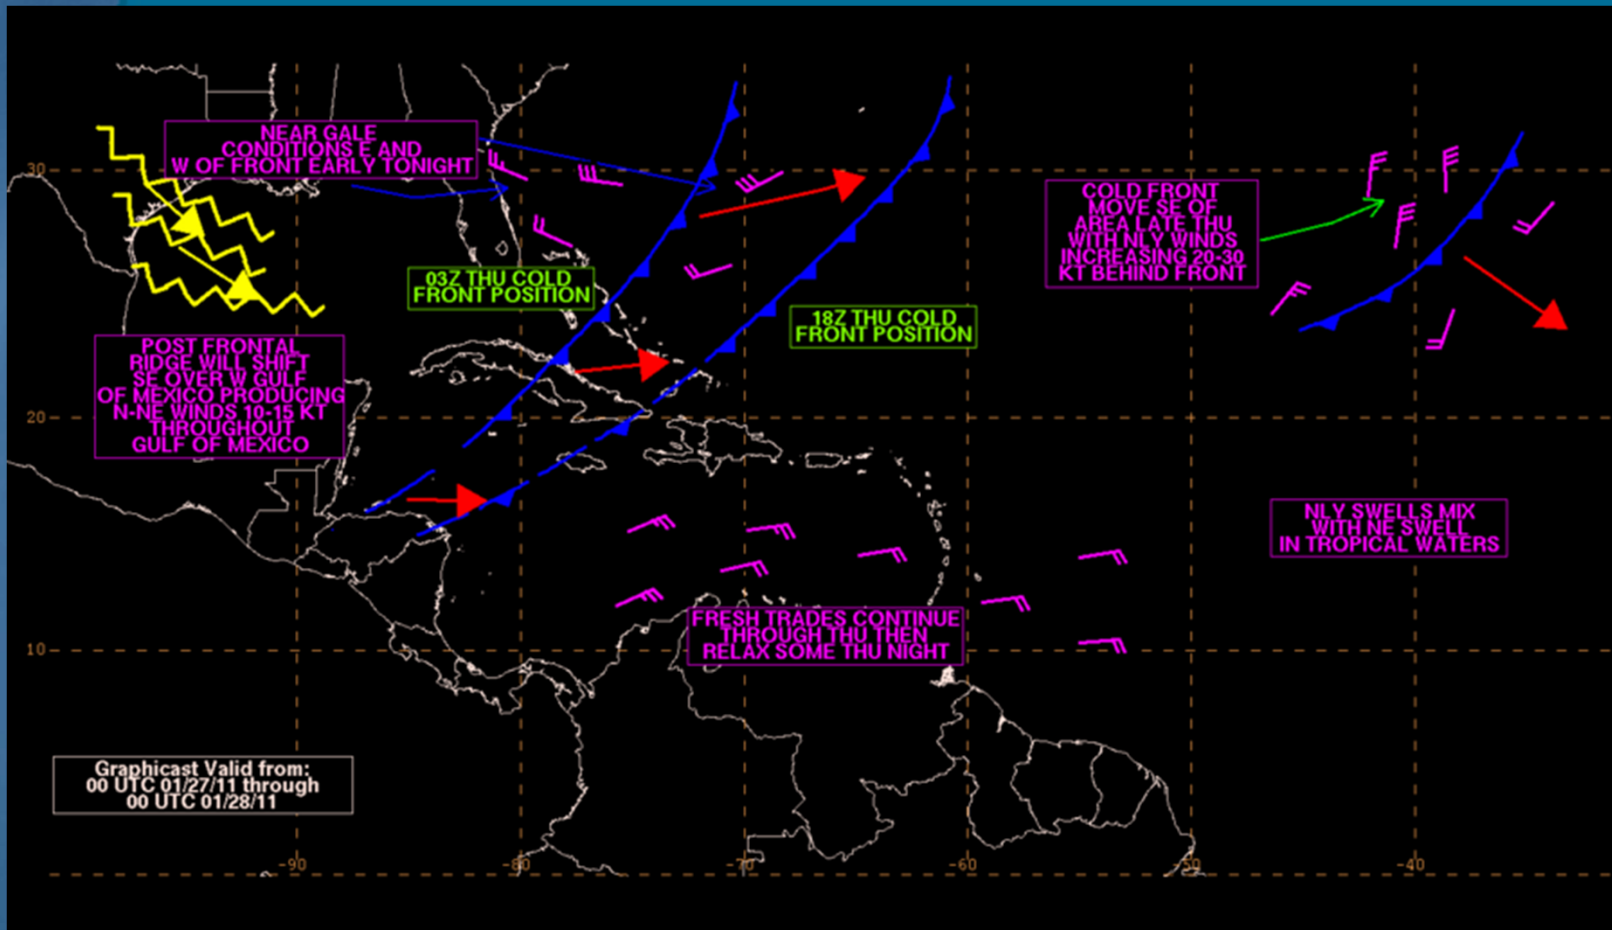 NEAR GALE
CONDITIONS E AND
W OF FRONT EARLY TONIGHT
30
COLD FRONT
MOVE SE OF
AREA LATE THU
WITH NLY WINDS
INCREASING 20-30
KT BEHIND FRONT
03Z THU COLD
FRONT POSITION
18Z THU COLD
FRONT POSITION
POST FRONTAL
RIDGE WILL SHIFT
SE OVER W GULF
OF MEXICO PRODUCING
N-NE WINDS 10-15 KT
THROUGHOUT
GULF OF MEXICO
20
NLY SWELLS MIX
WITH NE SWELL
IN TROPICAL WATERS
FRESH TRADES CONTINUE
THROUGH THU THEN
RELAX SOME THU NIGHT
10
Graphicast Valid from:
00 UTC 01/27/11 through
00 UTC 01/28/11
-90 -80 -70 -60 -50 -40